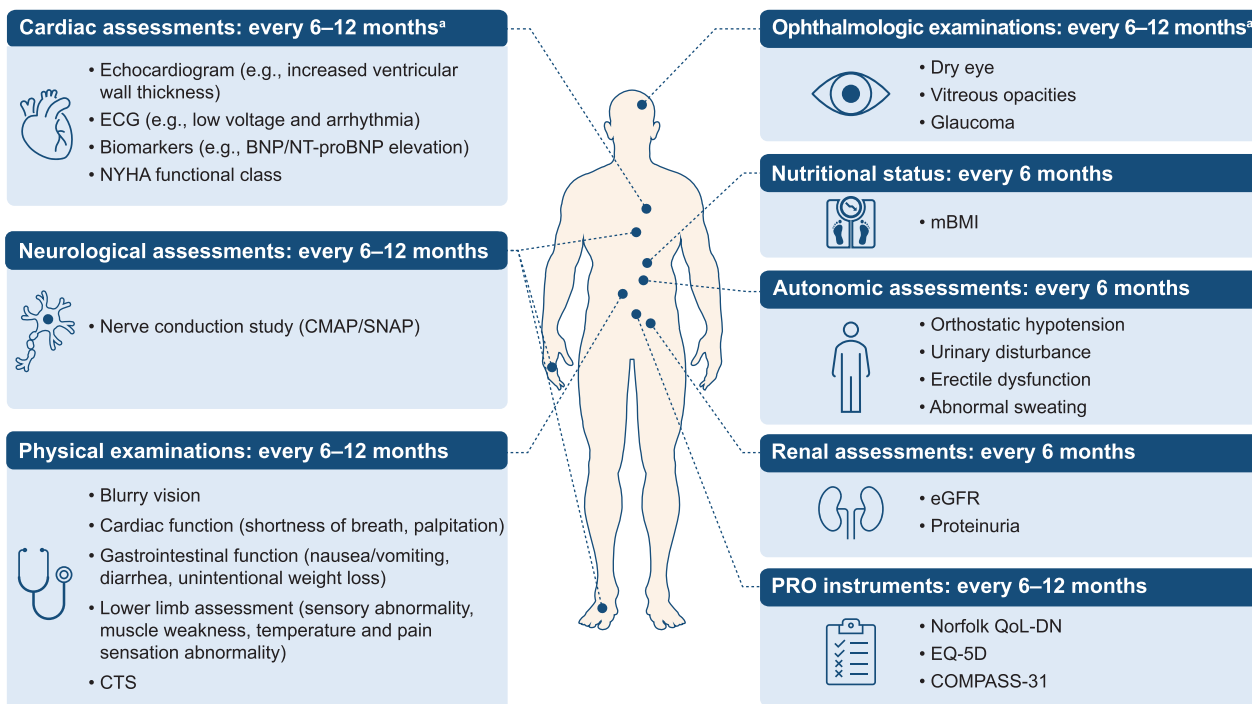 Cardiac assessments: every 6–12 monthsª
• Echocardiogram (e.g., increased ventricular
wall thickness)
• ECG (e.g., low voltage and arrhythmia)
• Biomarkers (e.g., BNP/NT-proBNP elevation)
• NYHA functional class
Neurological assessments: every 6–12 months
• Nerve conduction study (CMAP/SNAP)
Physical examinations: every 6–12 months
• Blurry vision
• Cardiac function (shortness of breath, palpitation)
• Gastrointestinal function (nausea/vomiting,
diarrhea, unintentional weight loss)
• Lower limb assessment (sensory abnormality,
muscle weakness, temperature and pain
sensation abnormality)
• CTS
Ophthalmologic examinations: every 6–12 monthsª
• Dry eye
• Vitreous opacities
• Glaucoma
Nutritional status: every 6 months
• mBMI
Autonomic assessments: every 6 months
• Orthostatic hypotension
• Urinary disturbance
• Erectile dysfunction
• Abnormal sweating
Renal assessments: every 6 months
• eGFR
• Proteinuria
PRO instruments: every 6–12 months
• Norfolk QoL-DN
• EQ-5D
• COMPASS-31